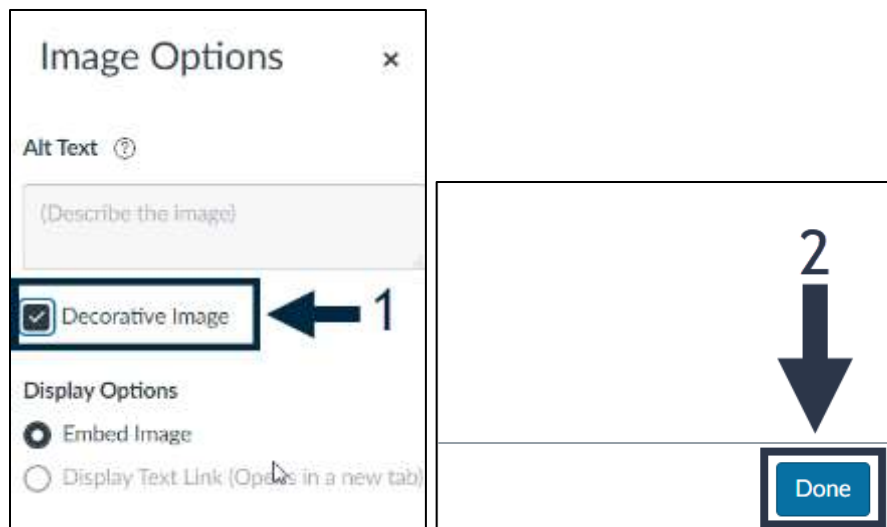 Image Options ×
Alt Text ?
(Describe the image)
Decorative Image
1
Display Options
Embed Image
Display Text Link (Opens in a new tab)
2
Done